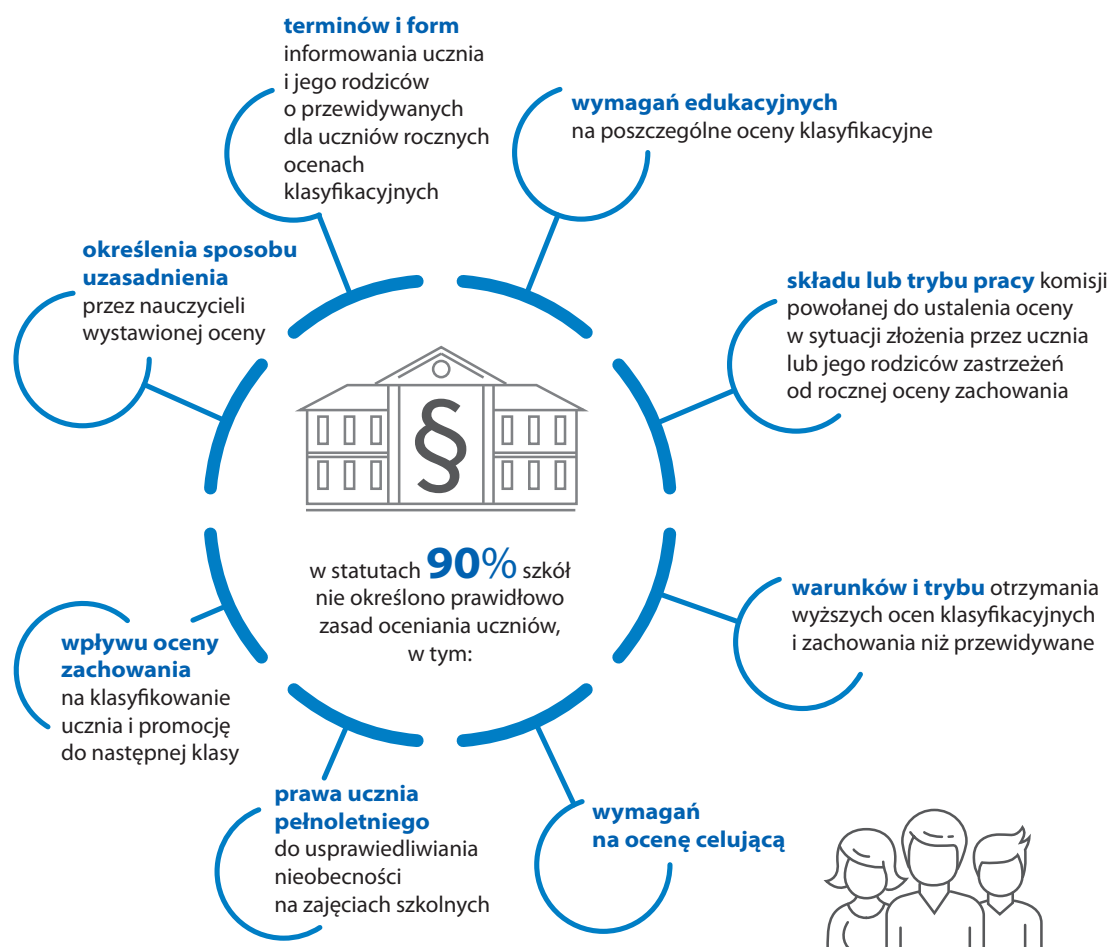 terminów i form
informowania ucznia
i jego rodziców
o przewidywanych
dla uczniów rocznych
ocenach
klasyfikacyjnych
wymagań edukacyjnych
na poszczególne oceny klasyfikacyjne
określenia sposobu
uzasadnienia
przez nauczycieli
wystawionej oceny
składu lub trybu pracy komisji
powołanej do ustalenia oceny
w sytuacji złożenia przez ucznia
lub jego rodziców zastrzeżeń
od rocznej oceny zachowania
§
w statutach 90% szkół
nie określono prawidłowo
zasad oceniania uczniów,
w tym:
warunków i trybu otrzymania
wyższych ocen klasyfikacyjnych
i zachowania niż przewidywane
wpływu oceny
zachowania
na klasyfikowanie
ucznia i promocję
do następnej klasy
prawa ucznia
pełnoletniego
do usprawiedliwiania
nieobecności
na zajęciach szkolnych
wymagań
na ocenę celującą